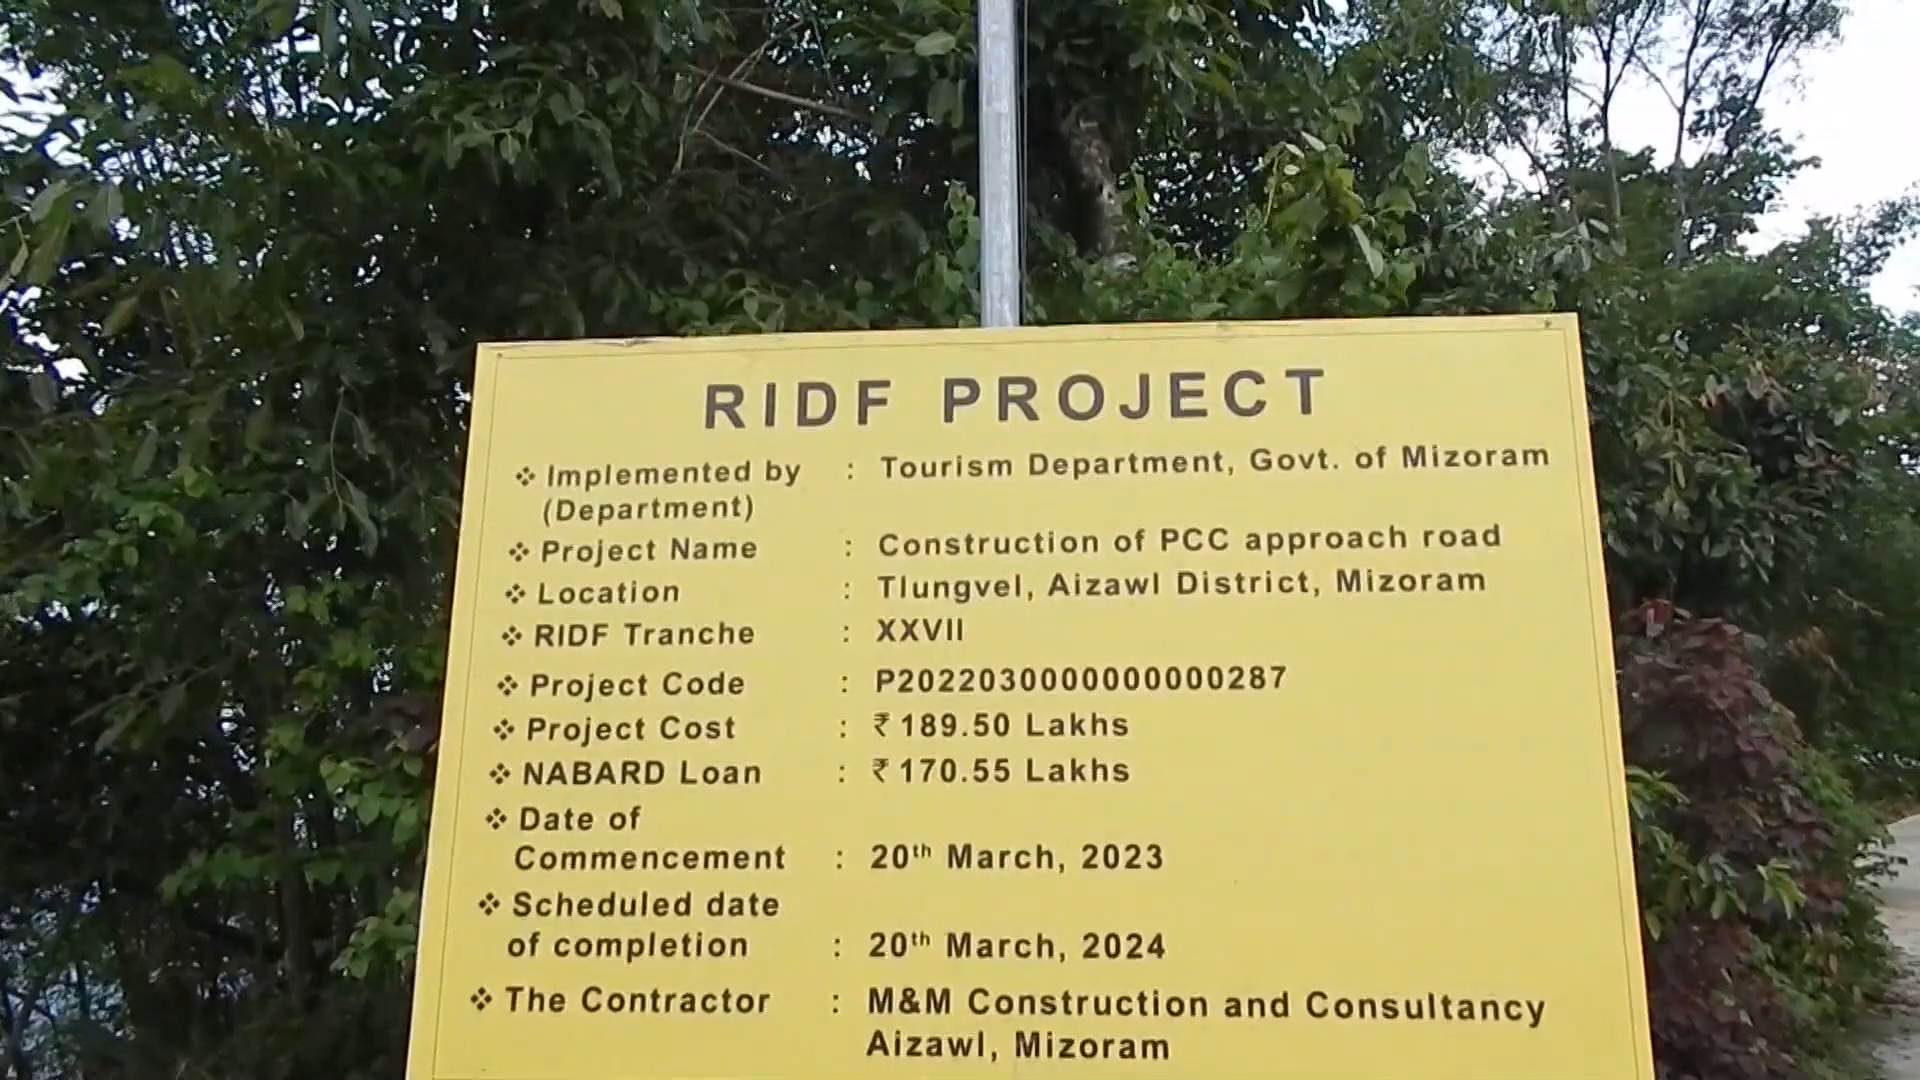 RIDF PROJECT
❖ Implemented by : Tourism Department, Govt. of Mizoram
(Department)
❖ Project Name : Construction of PCC approach road
❖ Location : Tlungvel, Aizawl District, Mizoram
❖ RIDF Tranche : XXVII
❖ Project Code : P2022030000000000287
❖ Project Cost : ₹ 189.50 Lakhs
❖ NABARD Loan : ₹ 170.55 Lakhs
❖ Date of
Commencement : 20th March, 2023
❖ Scheduled date
of completion : 20th March, 2024
❖ The Contractor : M&M Construction and Consultancy
Aizawl, Mizoram